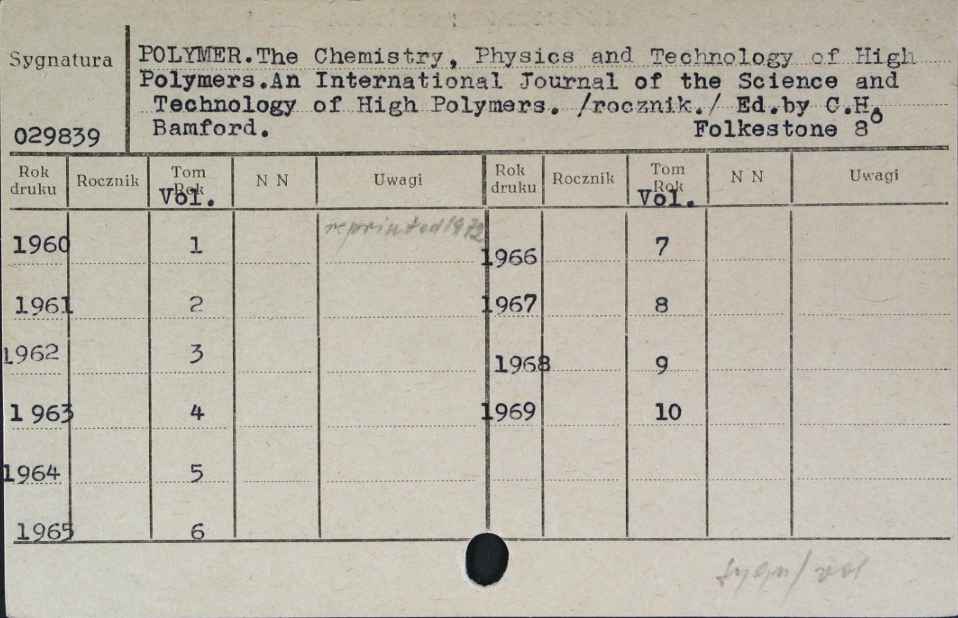 Sygnatura
POLYMER.The Chemistry, Physics and Technology of High
Polymers.An International Journal of the Science and
Technology of High Polymers. /rocznik./ Ed.by C.H.
029839
Bamford. Folkestone 8°
Rok druku Rocznik Tom Rok Vol. N N Uwagi Rok druku Rocznik Tom Rok Vol. N N Uwagi
1960 1 reprinted 1972 1966 7
1961 2 1967 8
1962 3 1968 9
1963 4 1969 10
1964 5
1965 6